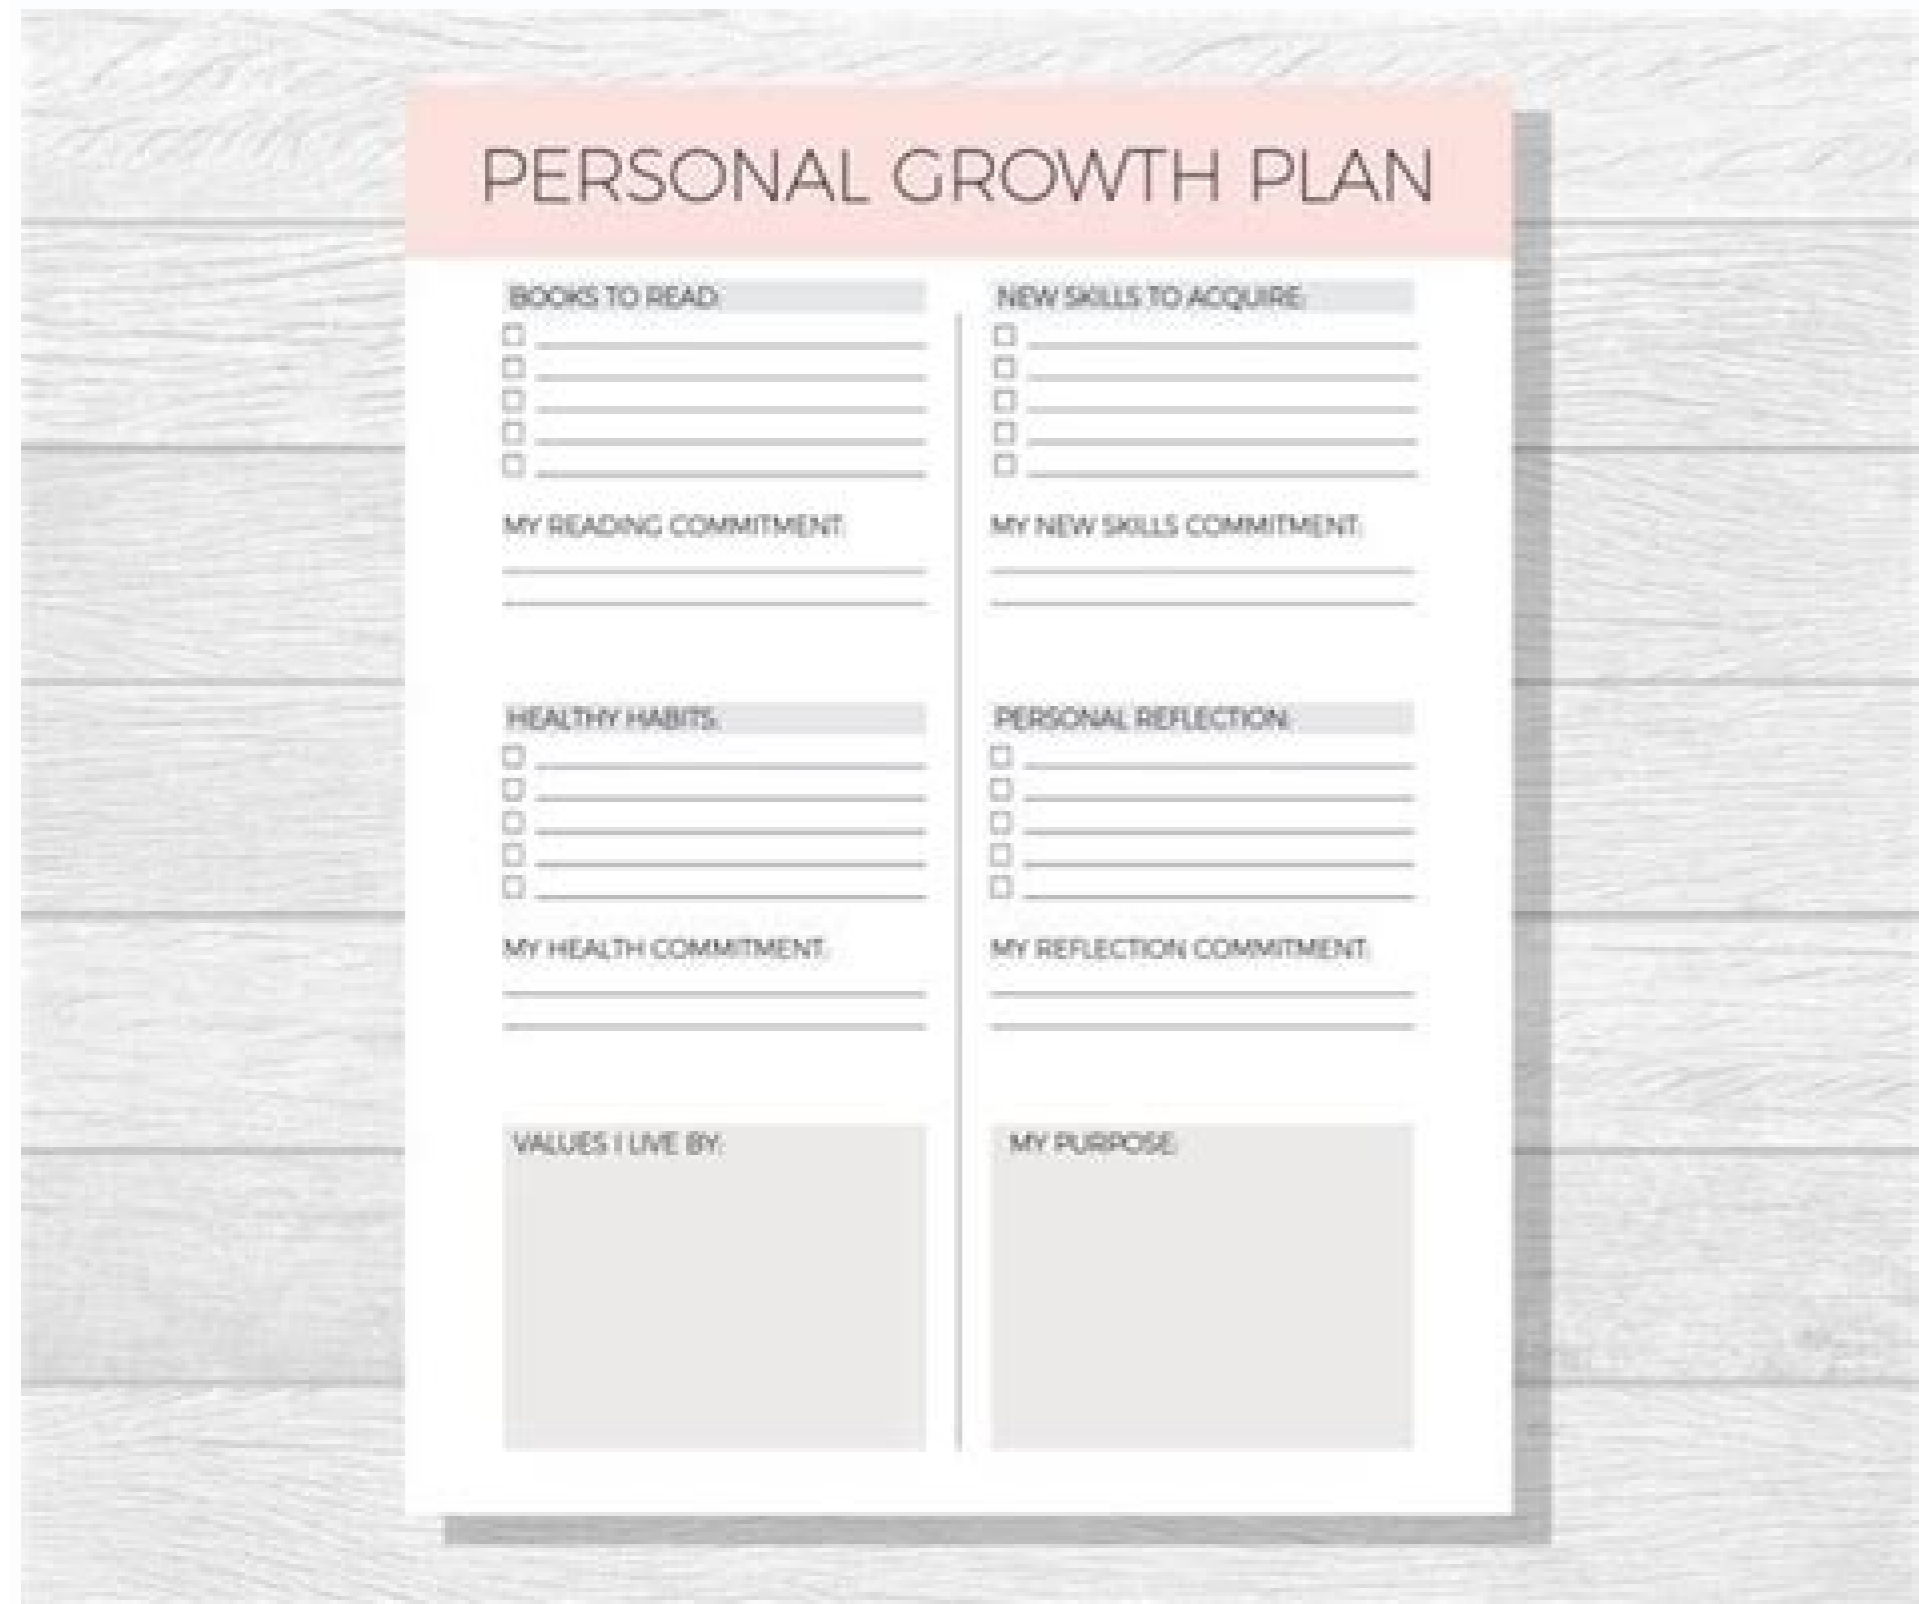 PERSONAL GROWTH PLAN
BOOKS TO READ:
MY READING COMMITMENT:
HEALTHY HABITS:
MY HEALTH COMMITMENT:
VALUES I LIVE BY:
NEW SKILLS TO ACQUIRE:
MY NEW SKILLS COMMITMENT:
PERSONAL REFLECTION:
MY REFLECTION COMMITMENT:
MY PURPOSE: